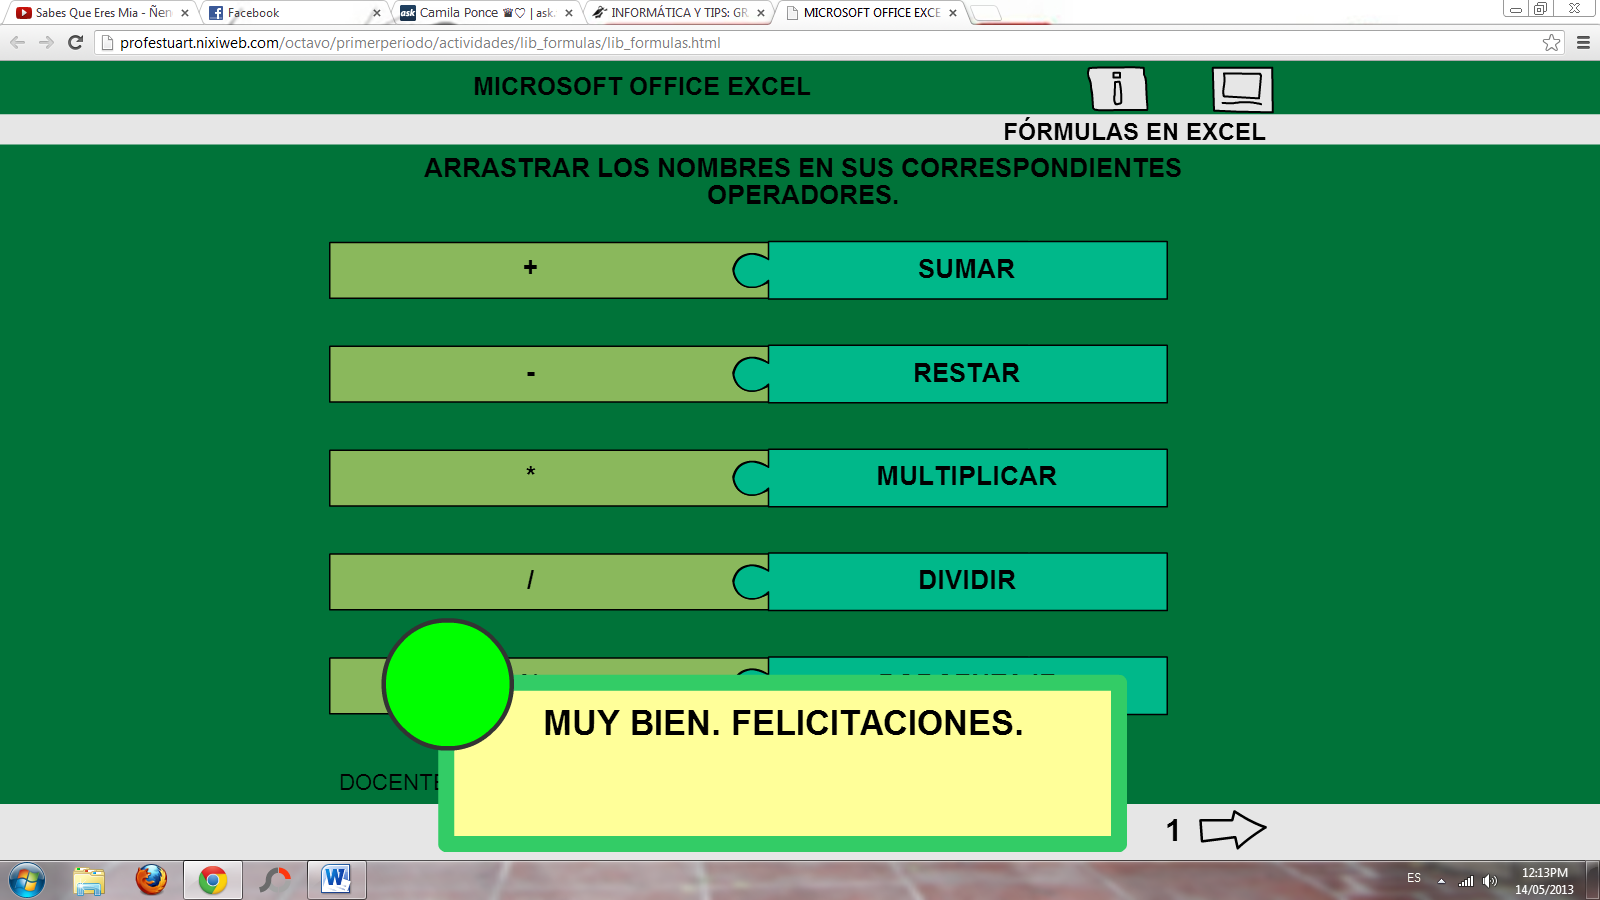 Sabes Que Eres Mia - Ñen
Facebook
ask Camila Ponce ♛♡ | ask.
INFORMÁTICA Y TIPS: GR
MICROSOFT OFFICE EXCE
profestuart.nixiweb.com/octavo/primerperiodo/actividades/lib_formulas/lib_formulas.html
MICROSOFT OFFICE EXCEL
FÓRMULAS EN EXCEL
ARRASTRAR LOS NOMBRES EN SUS CORRESPONDIENTES
OPERADORES.
+ SUMAR
- RESTAR
* MULTIPLICAR
/ DIVIDIR
MUY BIEN. FELICITACIONES.
DOCENTE
1
ES
12:13PM
14/05/2013